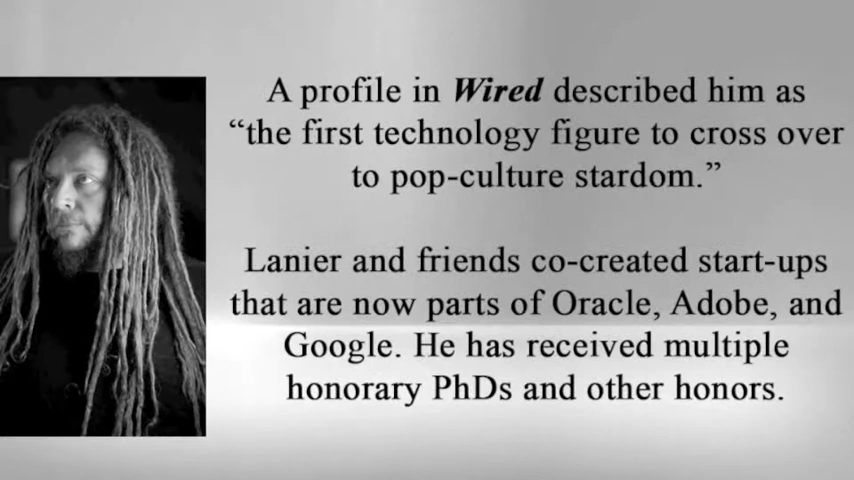 A profile in Wired described him as
“the first technology figure to cross over
to pop-culture stardom.”
Lanier and friends co-created start-ups
that are now parts of Oracle, Adobe, and
Google. He has received multiple
honorary PhDs and other honors.